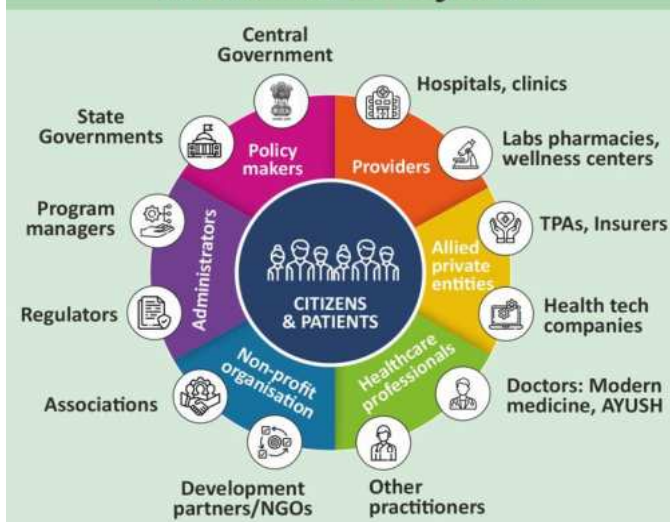 Central
Government
Hospitals, clinics
State
Governments
Labs pharmacies,
wellness centers
Policy
makers
Providers
Program
managers
TPAs, Insurers
Administrators
Allied
private
entities
CITIZENS
& PATIENTS
Regulators
Health tech
companies
Non-profit
organisation
Healthcare
professionals
Associations
Doctors: Modern
medicine, AYUSH
Development
partners/NGOs
Other
practitioners